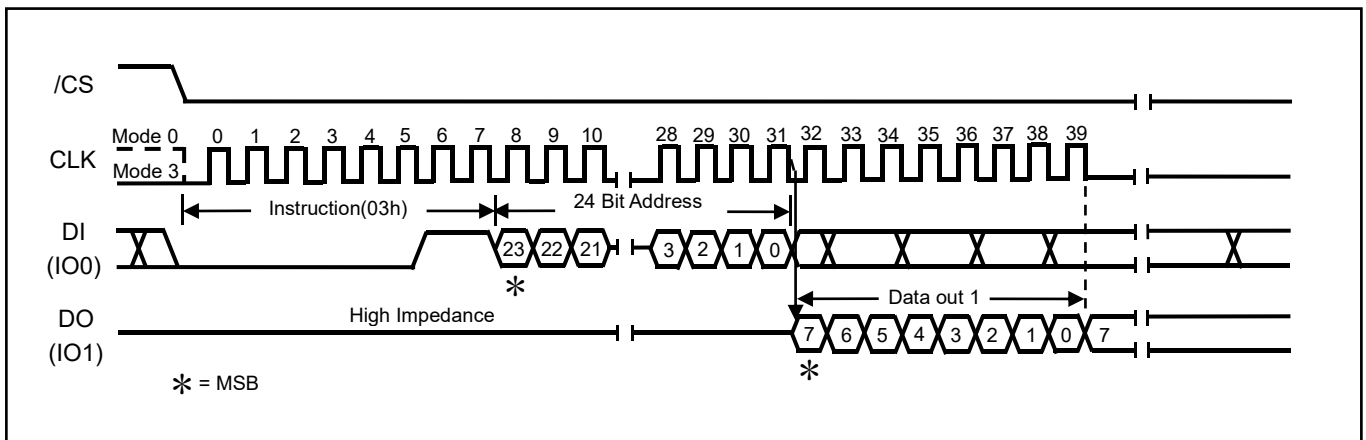 /CS
Mode 0 0 1 2 3 4 5 6 7 8 9 10 28 29 30 31 32 33 34 35 36 37 38 39
CLK
Mode 3
Instruction(03h) 24 Bit Address
DI
(IO0)
23 22 21 3 2 1 0
*
Data out 1
DO
(IO1)
High Impedance
7 6 5 4 3 2 1 0 7
*
* = MSB